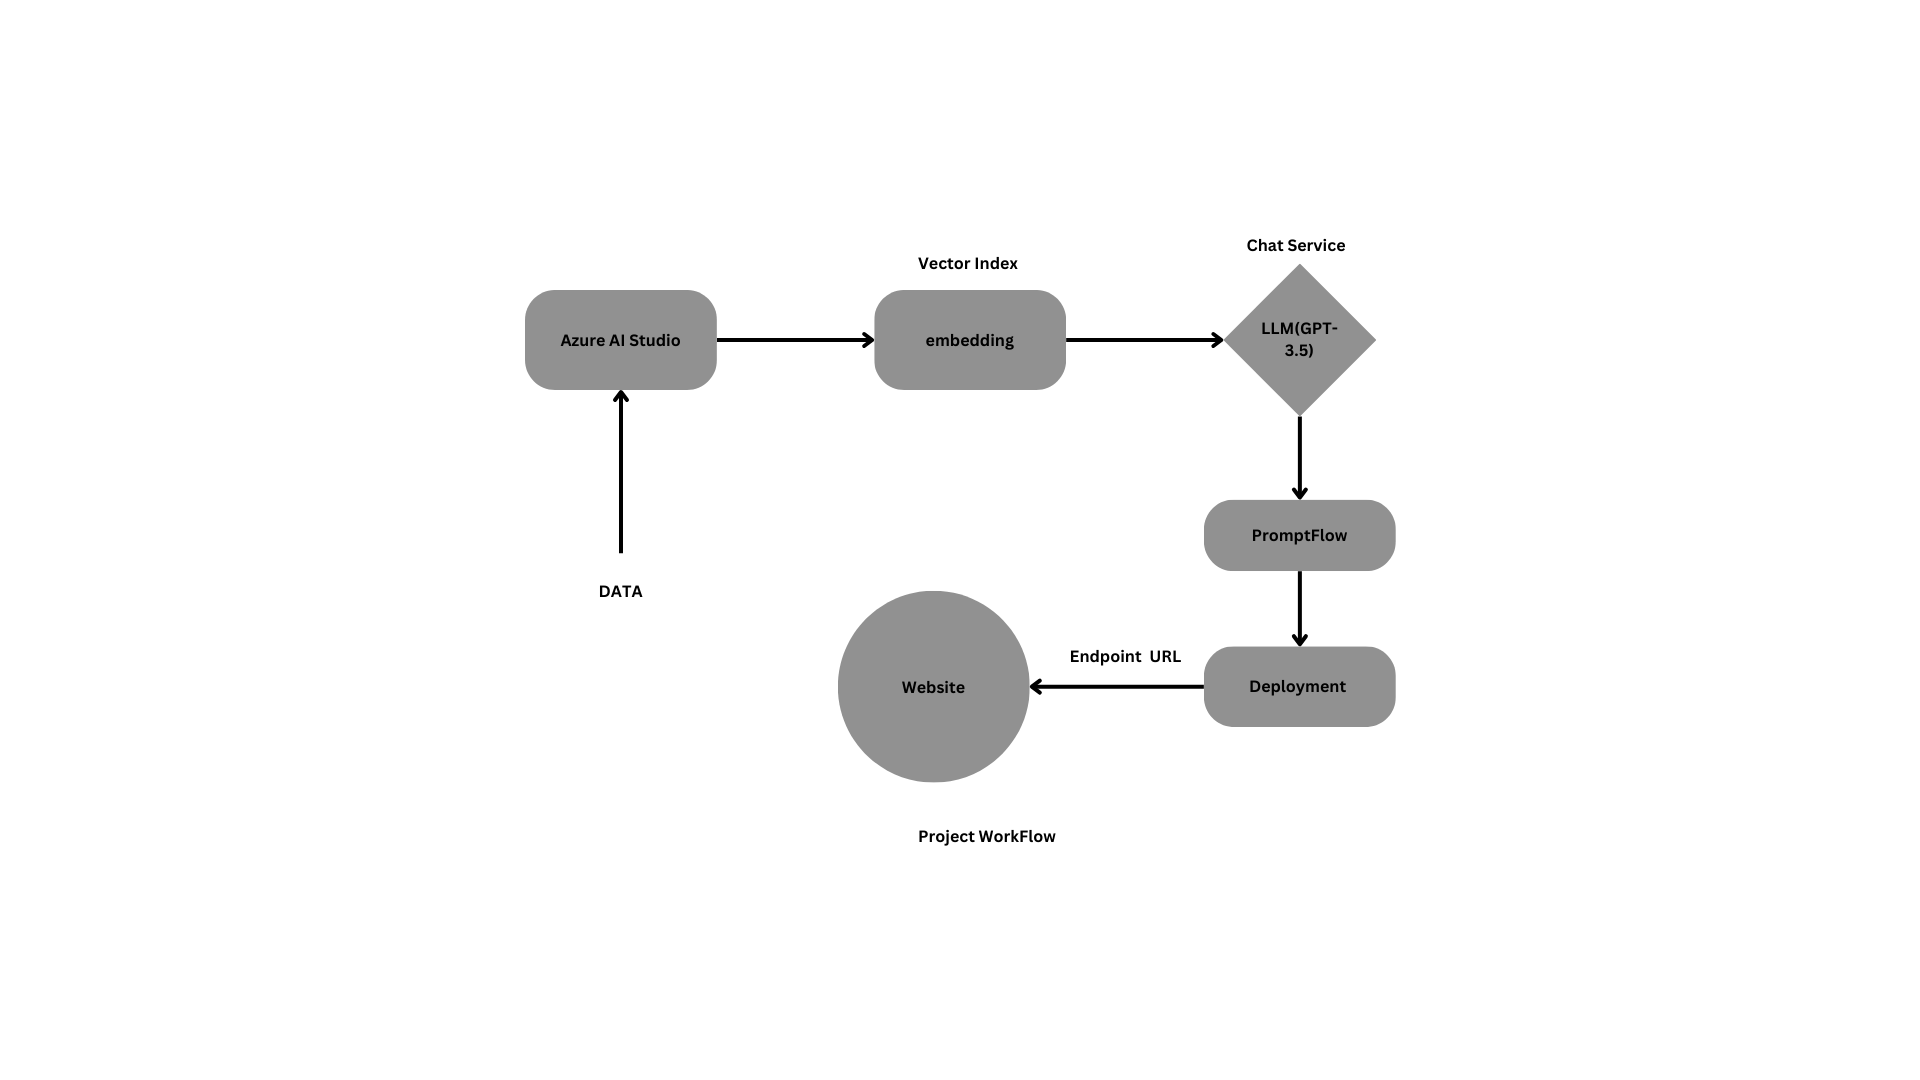 Chat Service
Vector Index
Azure AI Studio
embedding
LLM(GPT-
3.5)
PromptFlow
DATA
Endpoint  URL
Website
Deployment
Project WorkFlow